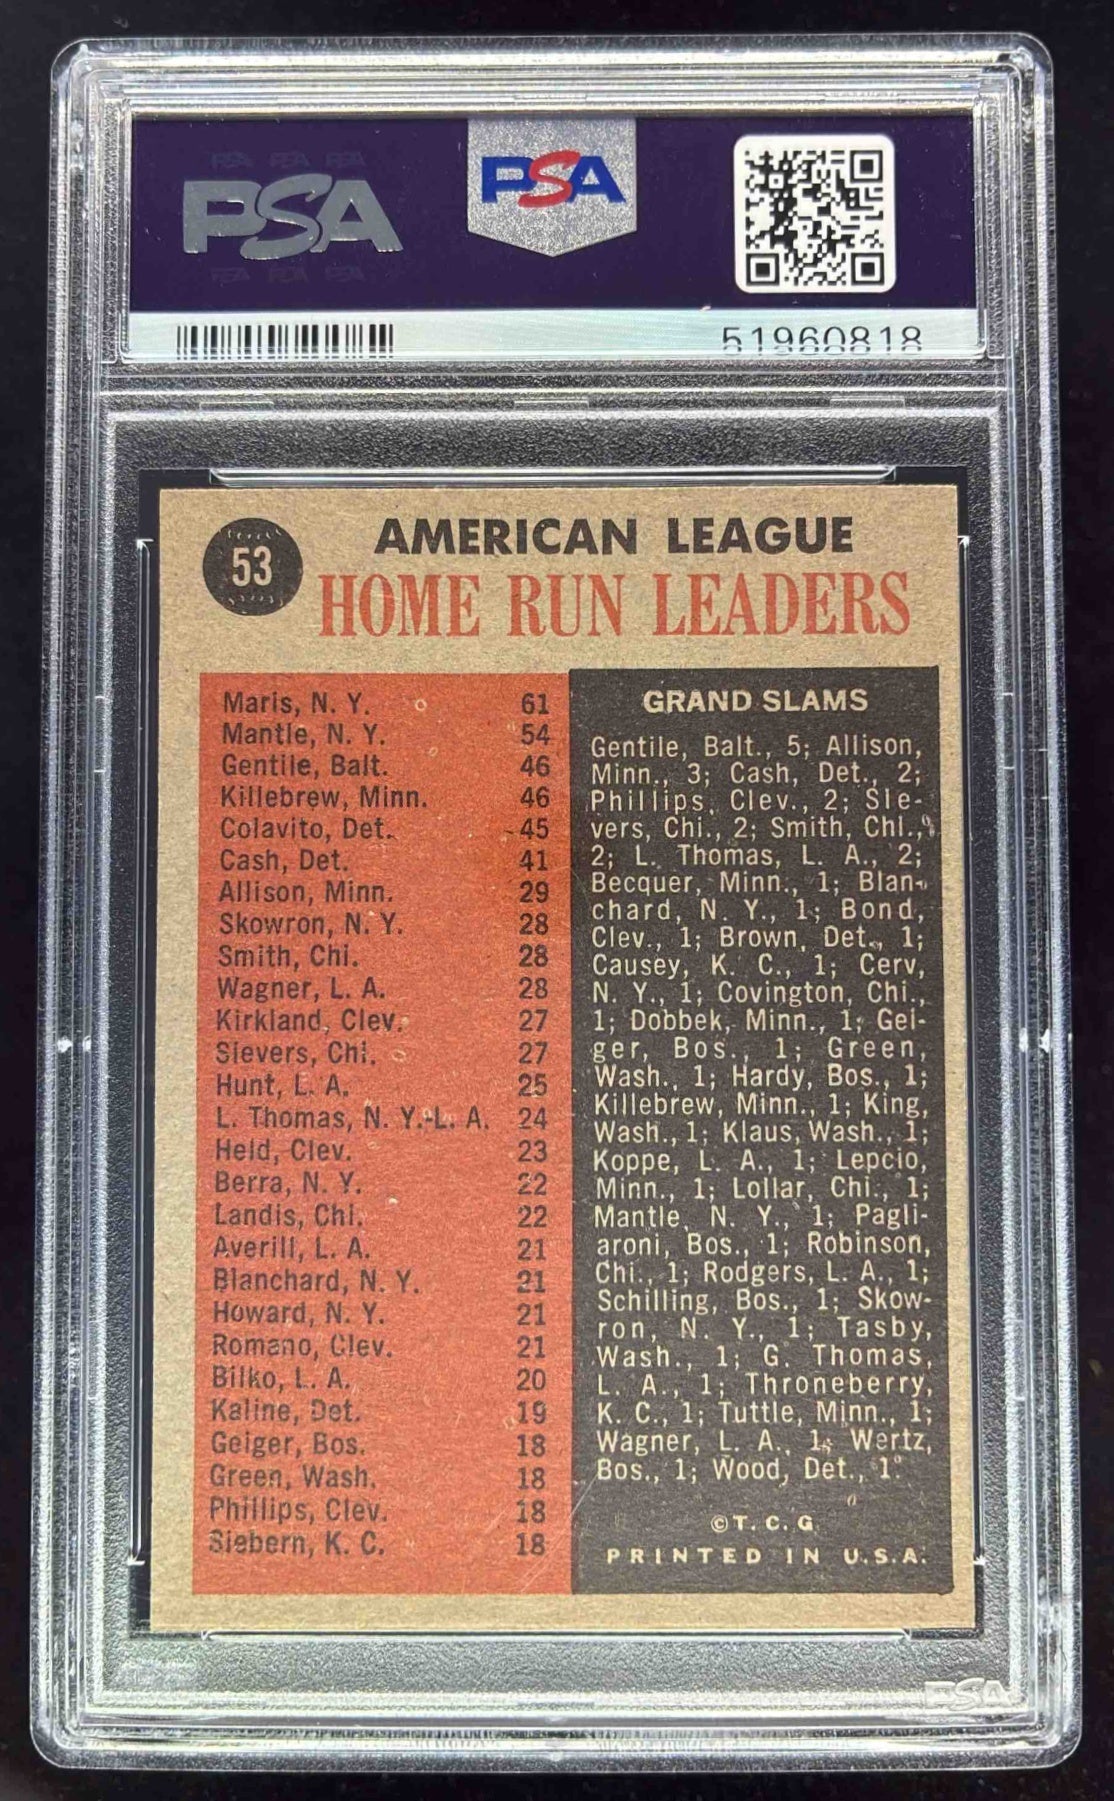 PSA PSA PSA
PSA
PSA PSA PSA
PSA
51960818
53
AMERICAN LEAGUE
HOME RUN LEADERS
Maris, N. Y. 61
Mantle, N. Y. 54
Gentile, Balt. 46
Killebrew, Minn. 46
Colavito, Det. 45
Cash, Det. 41
Allison, Minn. 29
Skowron, N. Y. 28
Smith, Chi. 28
Wagner, L. A. 28
Kirkland, Clev. 27
Sievers, Chi. 27
Hunt, L. A. 25
L. Thomas, N. Y.-L. A. 24
Held, Clev. 23
Berra, N. Y. 22
Landis, Chi. 22
Averill, L. A. 21
Blanchard, N. Y. 21
Howard, N. Y. 21
Romano, Clev. 21
Bilko, L. A. 20
Kaline, Det. 19
Geiger, Bos. 18
Green, Wash. 18
Phillips, Clev. 18
Siebern, K. C. 18
GRAND SLAMS
Gentile, Balt., 5; Allison,
Minn., 3; Cash, Det., 2;
Phillips, Clev., 2; Sie-
vers, Chi., 2; Smith, Chi.,
2; L. Thomas, L. A., 2;
Becquer, Minn., 1; Blan-
chard, N. Y., 1; Bond,
Clev., 1; Brown, Det., 1;
Causey, K. C., 1; Cerv,
N. Y., 1; Covington, Chi.,
1; Dobbek, Minn., 1; Gei-
ger, Bos., 1; Green,
Wash., 1; Hardy, Bos., 1;
Killebrew, Minn., 1; King,
Wash., 1; Klaus, Wash., 1;
Koppe, L. A., 1; Lepcio,
Minn., 1; Lollar, Chi., 1;
Mantle, N. Y., 1; Pagli-
aroni, Bos., 1; Robinson,
Chi., 1; Rodgers, L. A., 1;
Schilling, Bos., 1; Skow-
ron, N. Y., 1; Tasby,
Wash., 1; G. Thomas,
L. A., 1; Throneberry,
K. C., 1; Tuttle, Minn., 1;
Wagner, L. A., 1; Wertz,
Bos., 1; Wood, Det., 1.
©T. C. G.
PRINTED IN U.S.A.
PSA